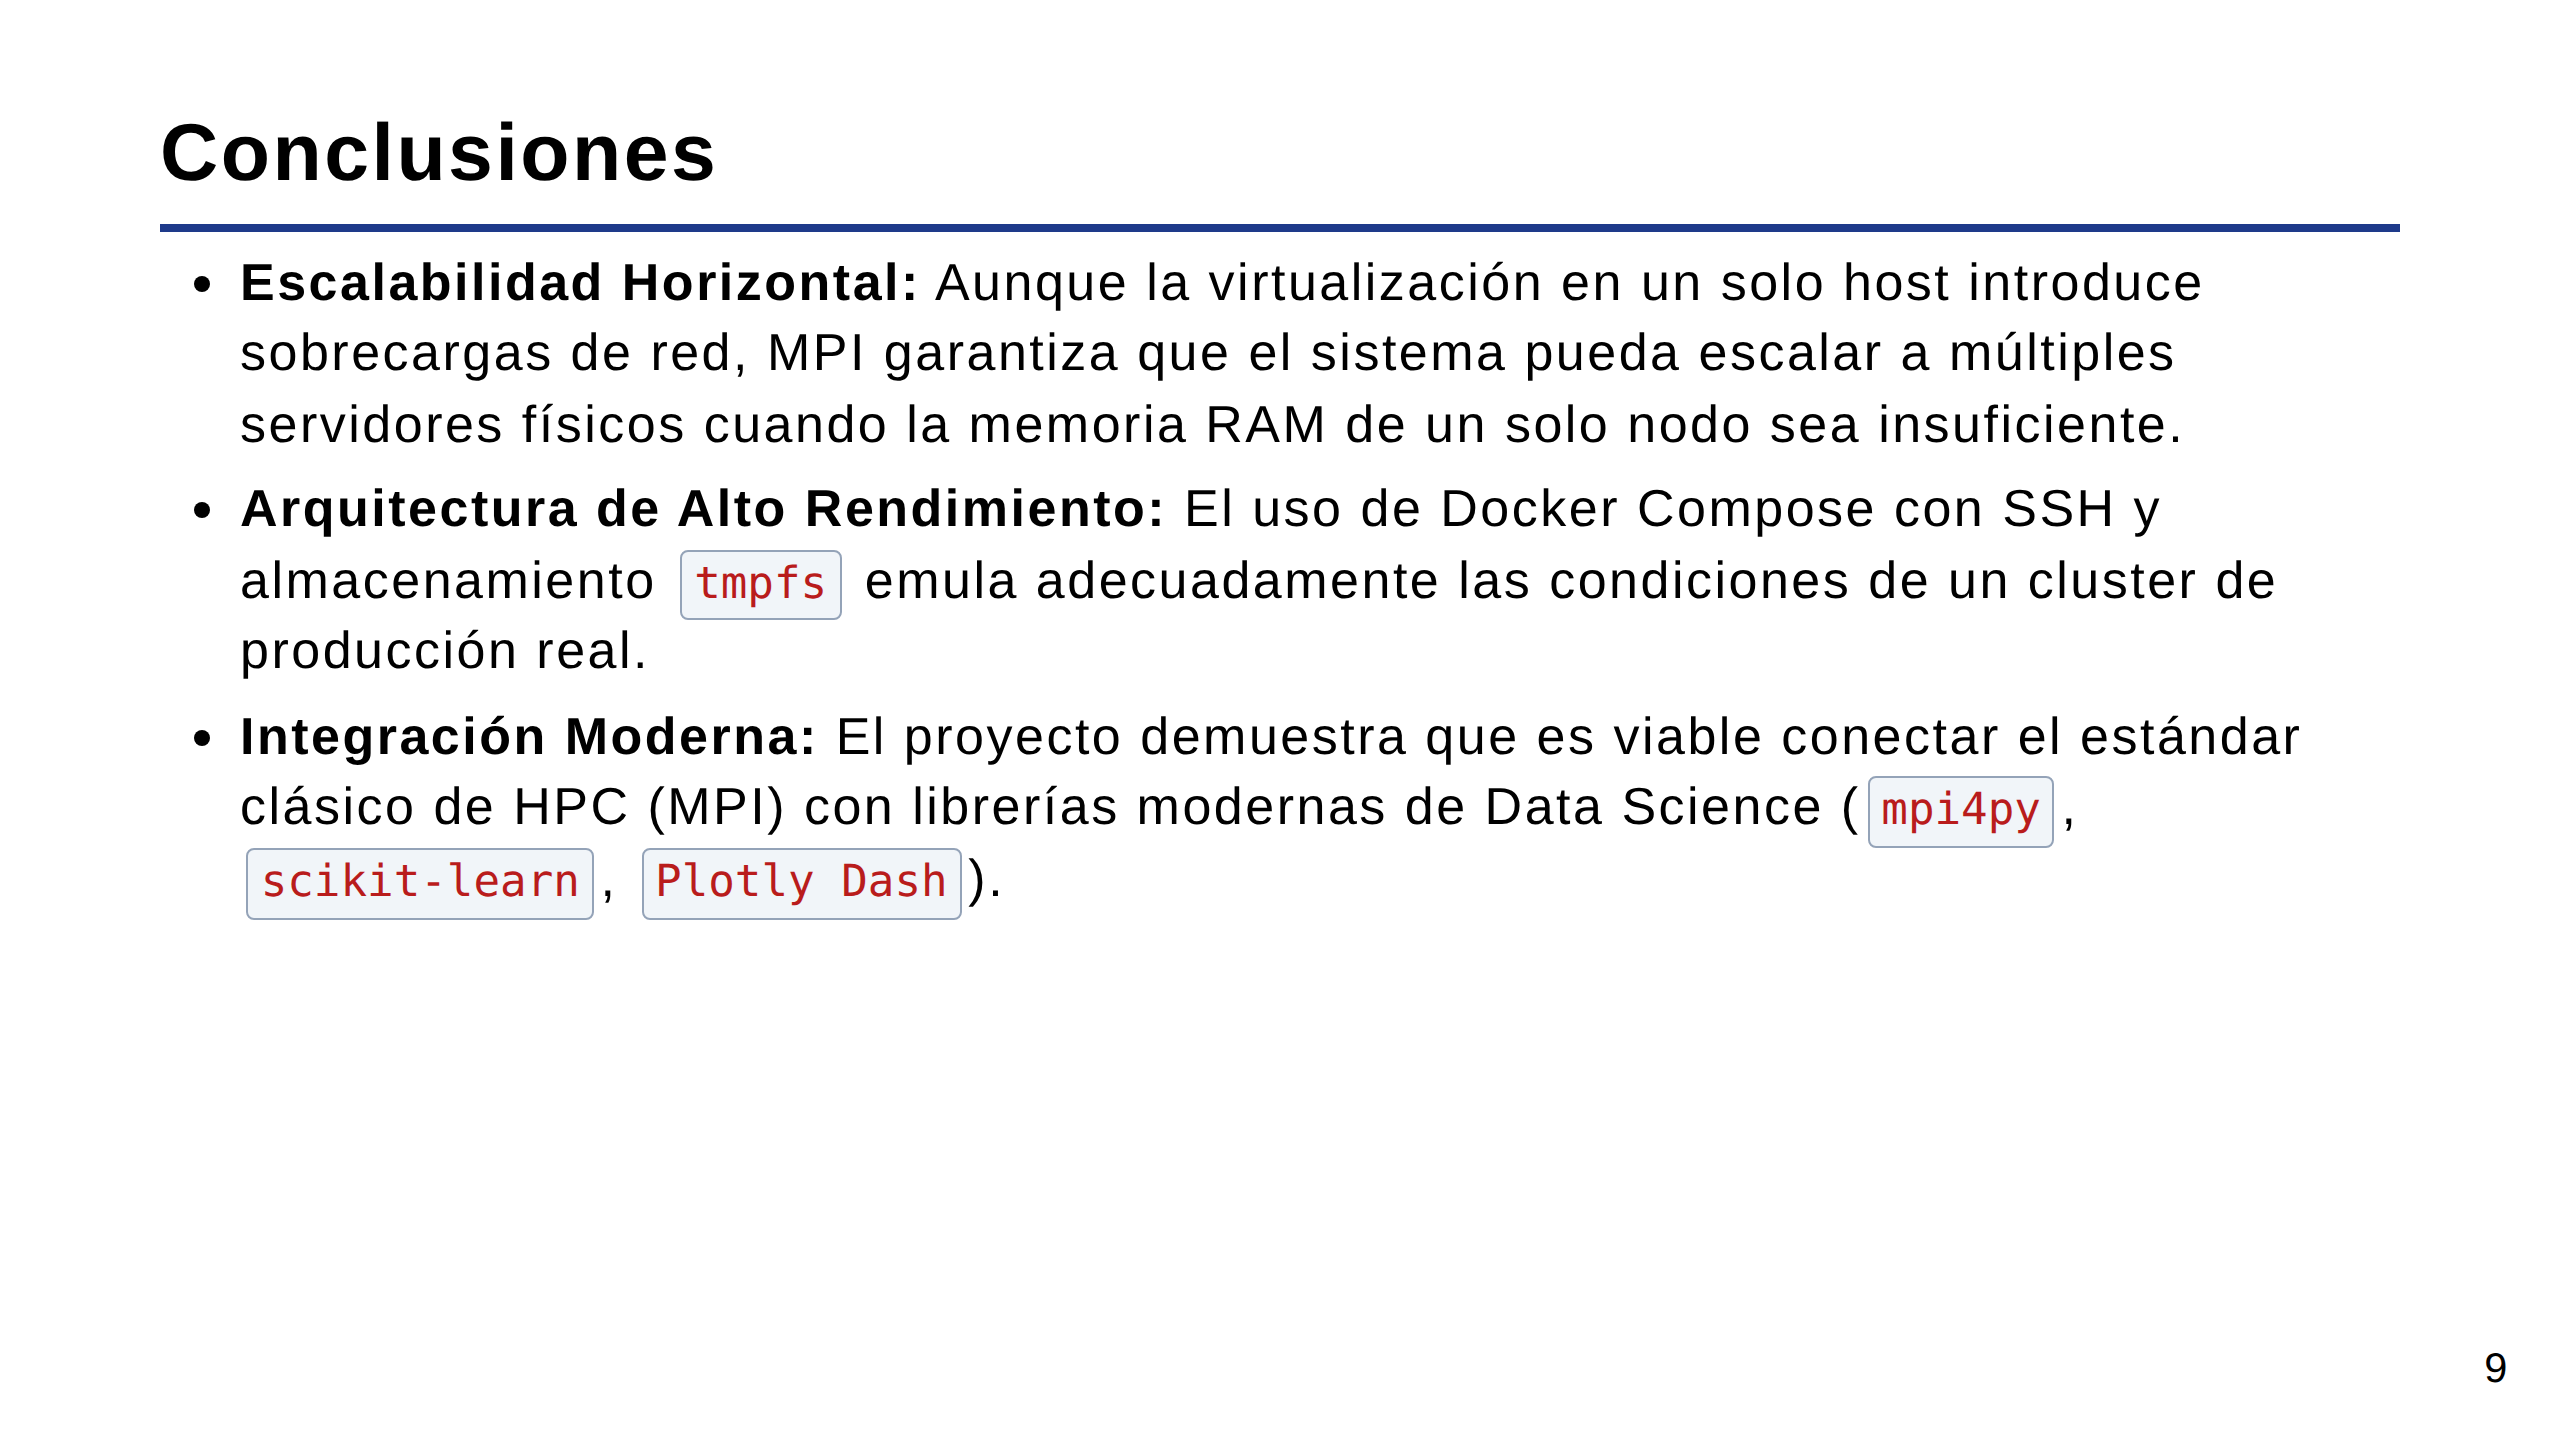 Conclusiones
• Escalabilidad Horizontal: Aunque la virtualización en un solo host introduce
sobrecargas de red, MPI garantiza que el sistema pueda escalar a múltiples
servidores físicos cuando la memoria RAM de un solo nodo sea insuficiente.
• Arquitectura de Alto Rendimiento: El uso de Docker Compose con SSH y
almacenamiento tmpfs emula adecuadamente las condiciones de un cluster de
producción real.
• Integración Moderna: El proyecto demuestra que es viable conectar el estándar
clásico de HPC (MPI) con librerías modernas de Data Science (mpi4py,
scikit-learn, Plotly Dash).
9